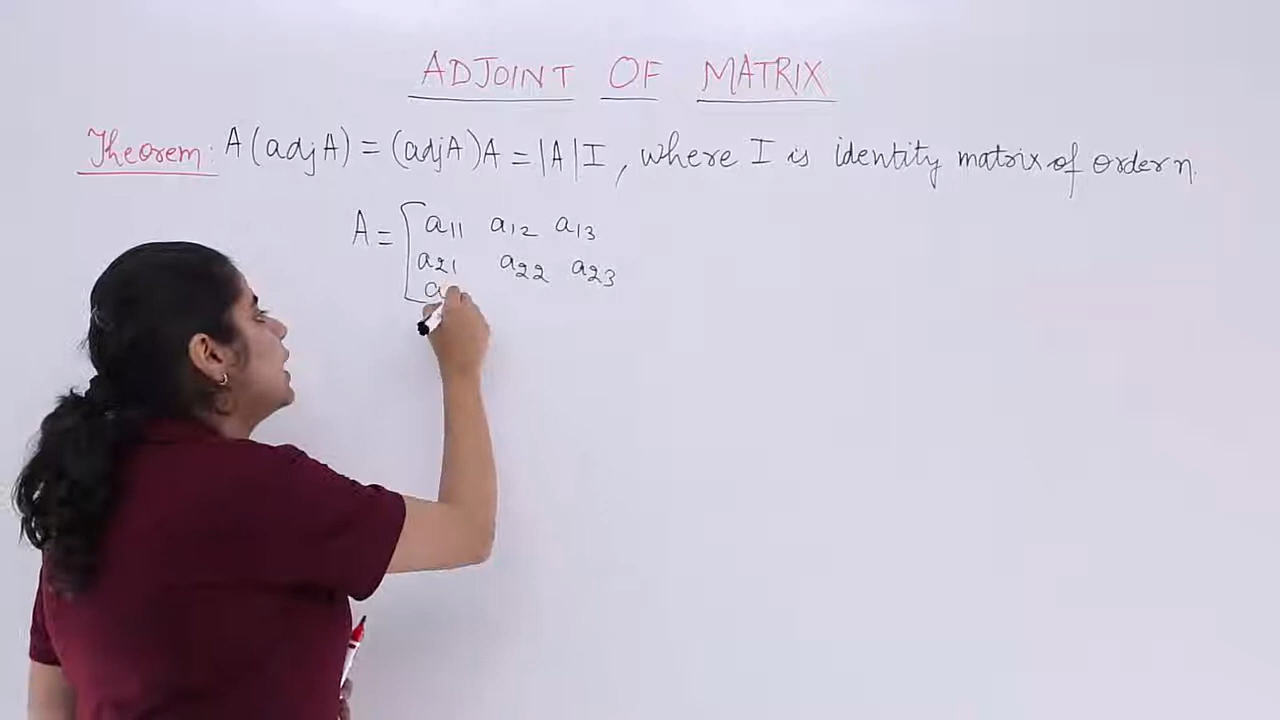 ADJOINT OF MATRIX
Theorem: A(adjA) = (adjA)A = |A|I, where I is identity matrix of order n.
A = [ a11 a12 a13
a21 a22 a23
a